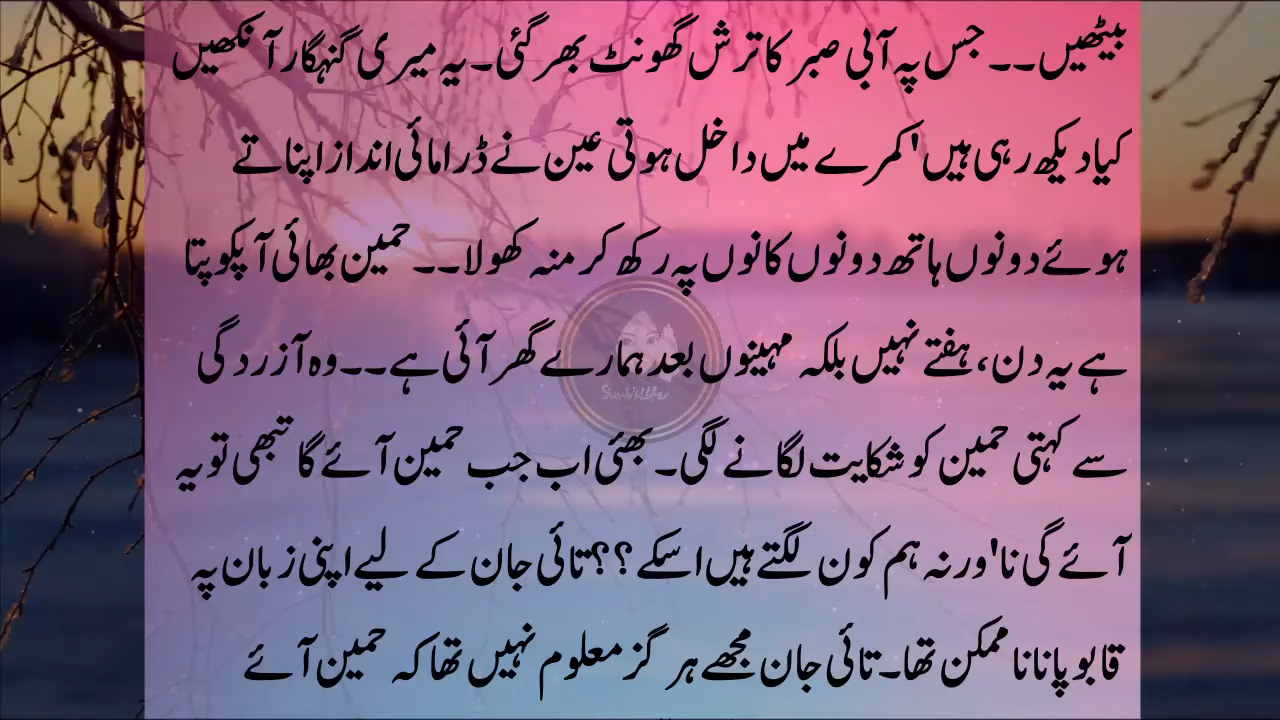 بیٹھیں۔۔ جس پہ آبی صبر کا ترش گھونٹ بھر گئی۔ یہ میری گنہگار آنکھیں
کیا دیکھ رہی ہیں' کمرے میں داخل ہوتی عین نے ڈرامائی انداز اپناتے
ہوئے دونوں ہاتھ دونوں کانوں پہ رکھ کر منہ کھولا۔۔ حمین بھائی آپکو پتا
ہے یہ دن، ہفتے نہیں بلکہ مہینوں بعد ہمارے گھر آئی ہے۔۔ وہ آزردگی
سے کہتی حمین کو شکایت لگانے لگی۔ بھئی اب جب حمین آئے گا تبھی تو یہ
آئے گی نا' ورنہ ہم کون لگتے ہیں اسکے؟؟ تائی جان کے لیے اپنی زبان پہ
قابو پانا نا ممکن تھا۔ تائی جان مجھے ہر گز معلوم نہیں تھا کہ حمین آئے